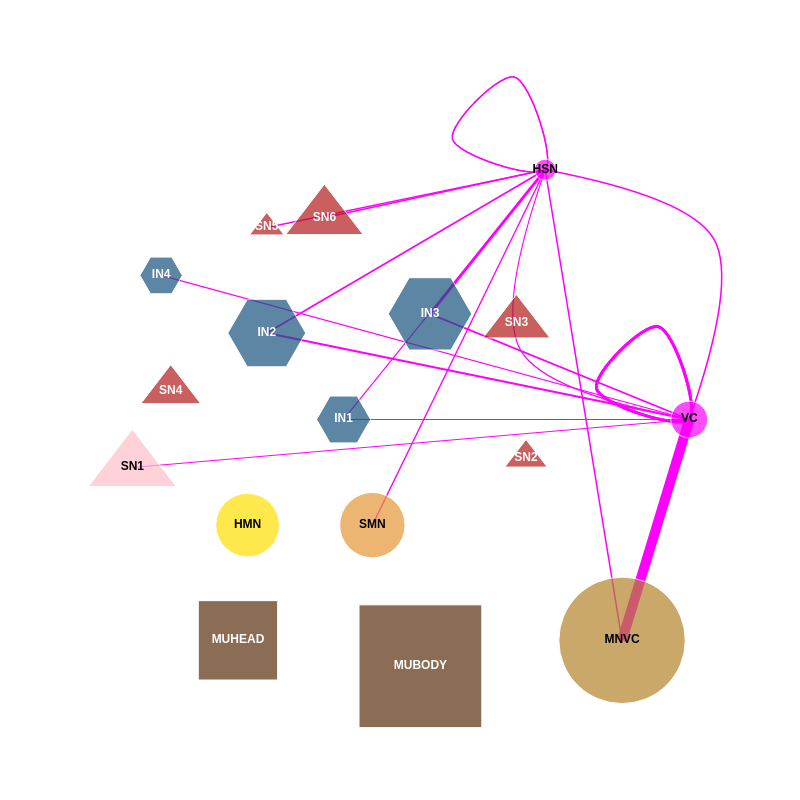 HSN
SN5
SN6
IN4
IN2
IN3
SN3
SN4
IN1
VC
SN1
SN2
HMN
SMN
MUHEAD
MUBODY
MNVC